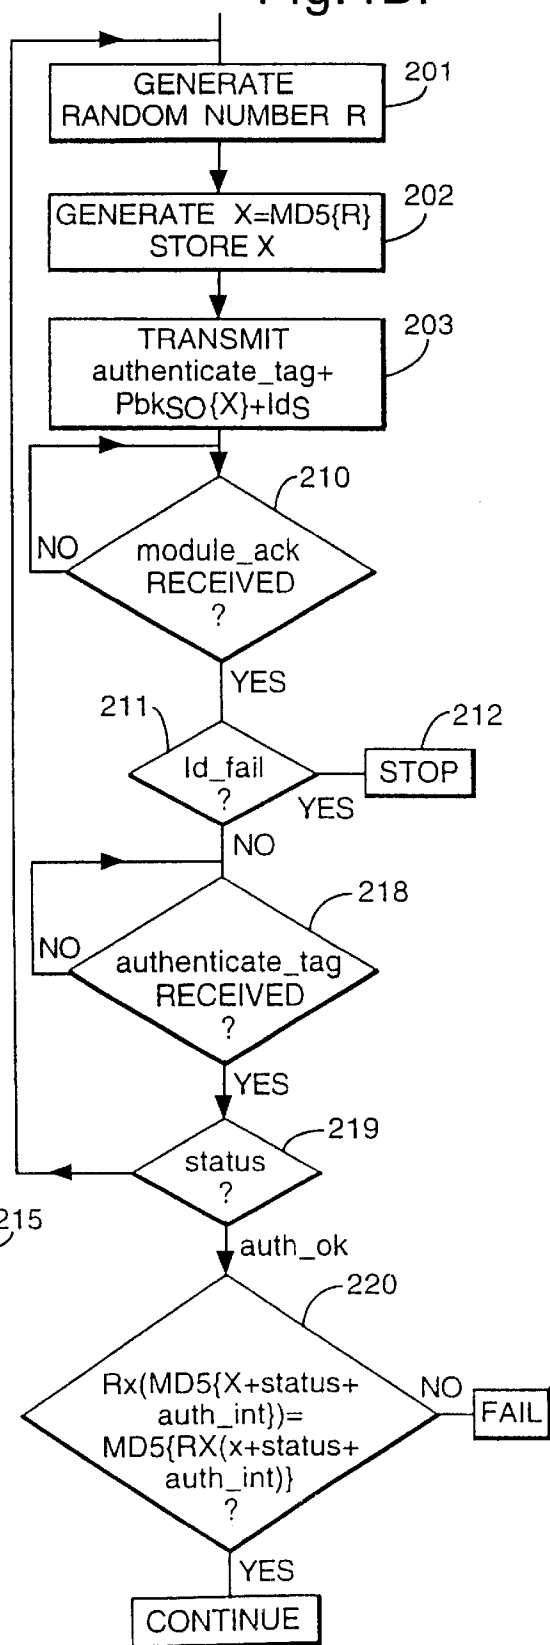 Fig.1B.
201
GENERATE
RANDOM NUMBER R
202
GENERATE X=MD5{R}
STORE X
203
TRANSMIT
authenticate_tag+
PbkSO{X}+IdS
210
NO
module_ack
RECEIVED
?
YES
211
212
Id_fail
?
STOP
YES
NO
218
NO
authenticate_tag
RECEIVED
?
YES
219
status
?
215
auth_ok
220
Rx(MD5{X+status+
auth_int})=
MD5{RX(x+status+
auth_int)}
?
NO
FAIL
YES
CONTINUE